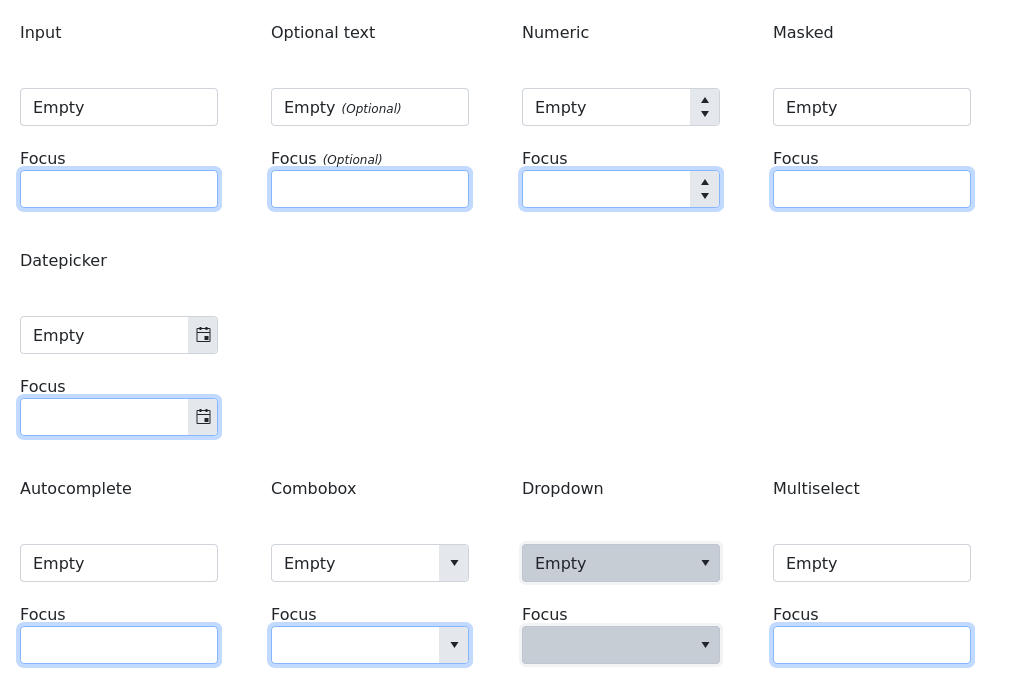 Input Optional text Numeric Masked
Empty Empty (Optional) Empty Empty
Focus Focus (Optional) Focus Focus
Datepicker
Empty
Focus
Autocomplete Combobox Dropdown Multiselect
Empty Empty Empty Empty
Focus Focus Focus Focus